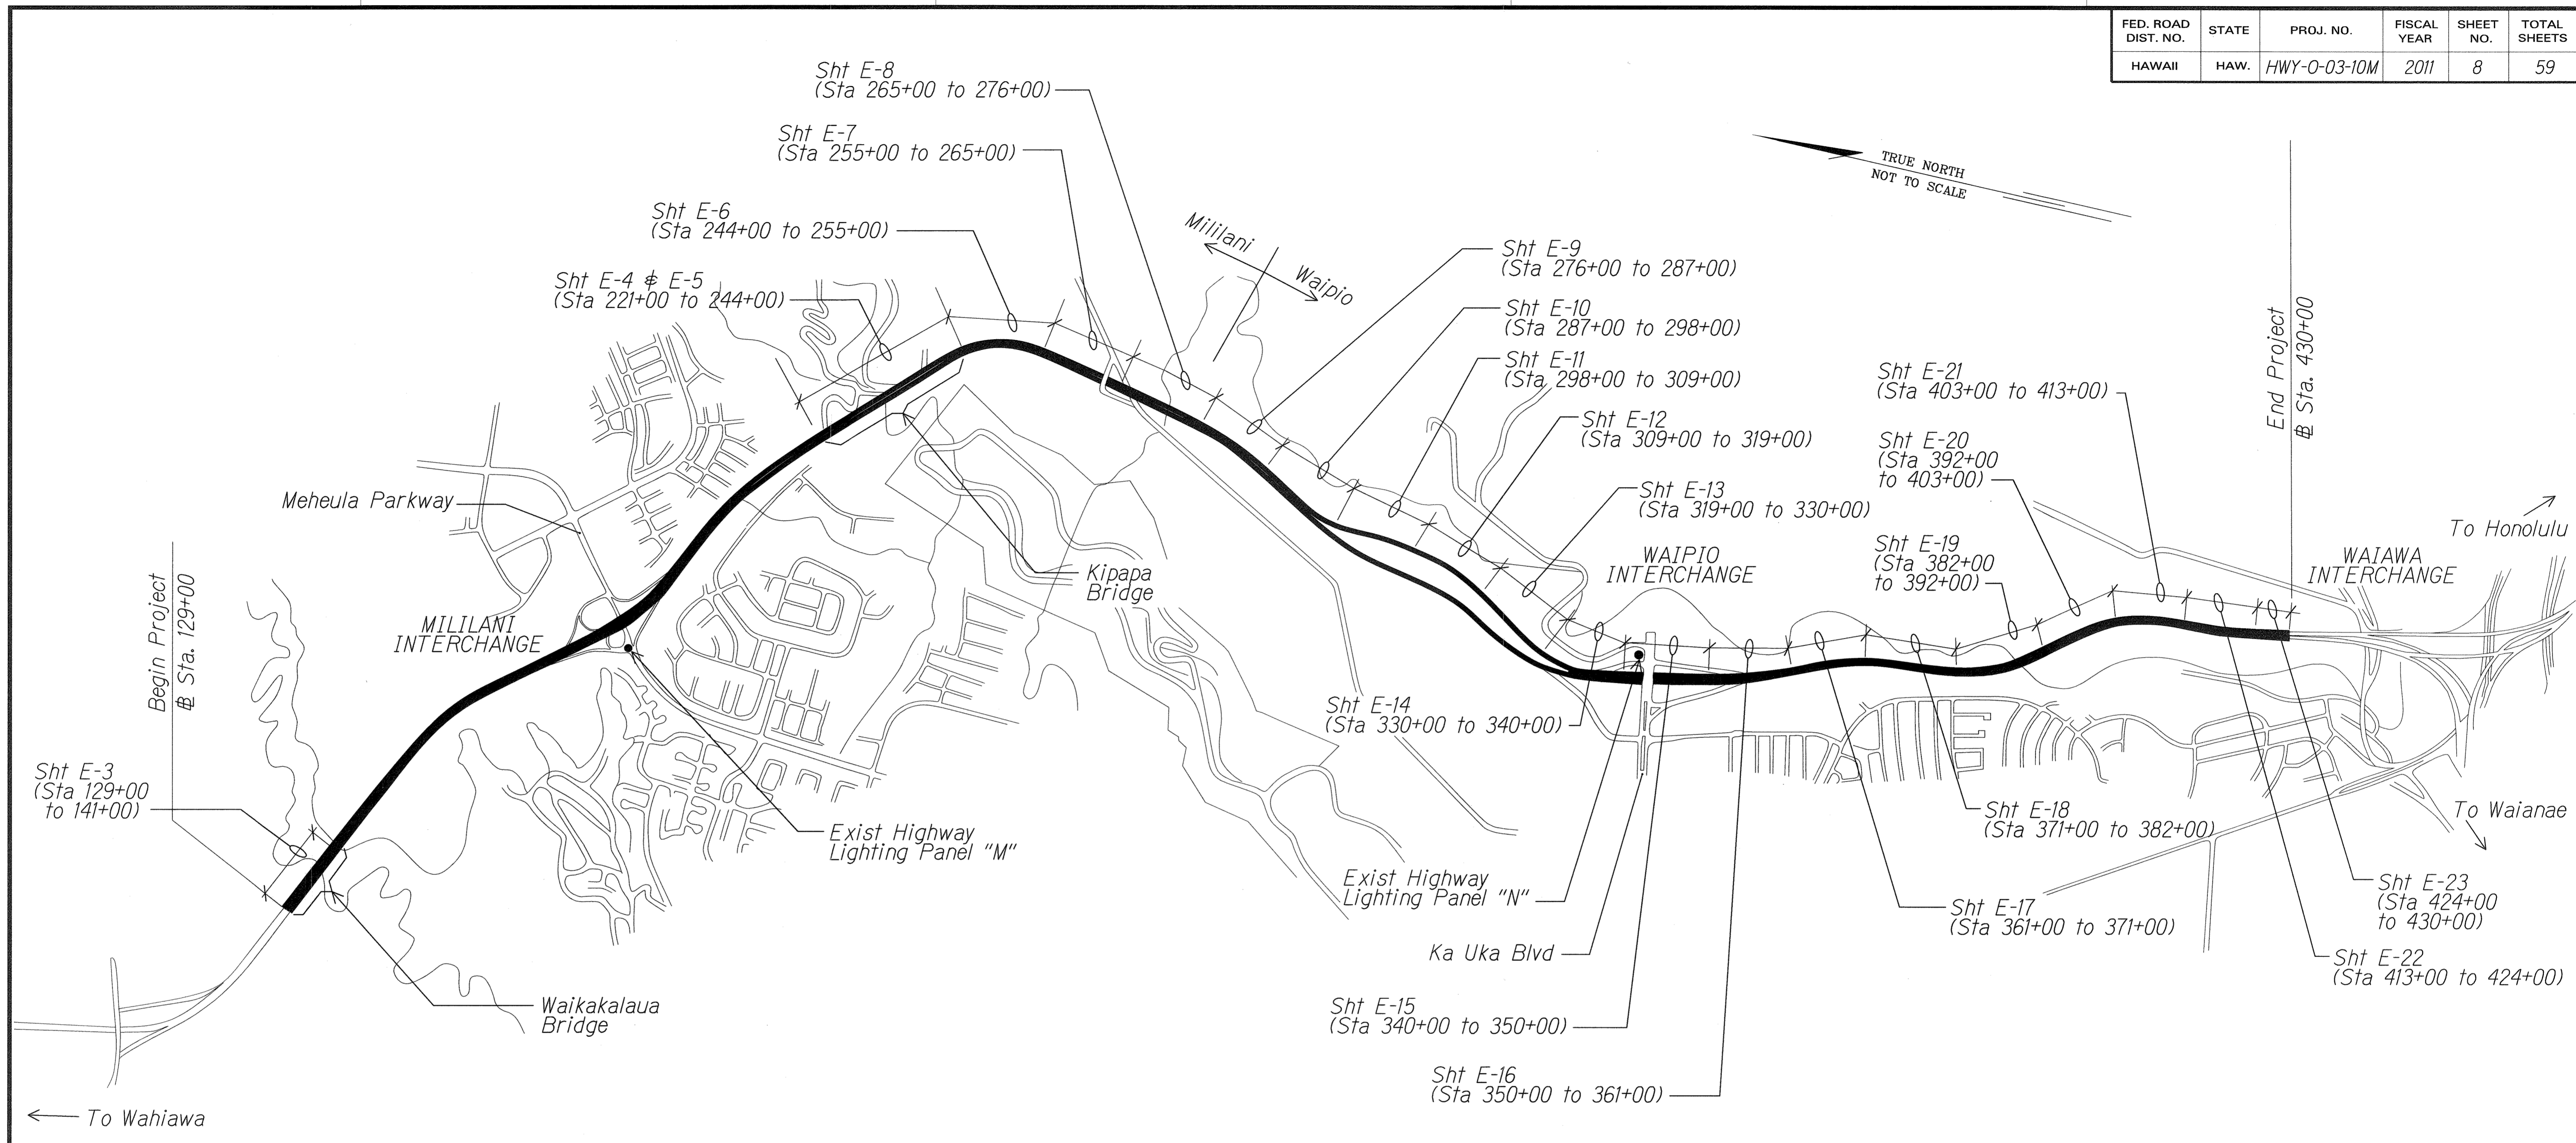 FED. ROAD DIST. NO. STATE PROJ. NO. FISCAL YEAR SHEET NO. TOTAL SHEETS
HAWAII HAW. HWY-O-03-10M 2011 8 59
Sht E-8
(Sta 265+00 to 276+00)
Sht E-7
(Sta 255+00 to 265+00)
Sht E-6
(Sta 244+00 to 255+00)
Sht E-4 & E-5
(Sta 221+00 to 244+00)
TRUE NORTH
NOT TO SCALE
Mililani
Waipio
Sht E-9
(Sta 276+00 to 287+00)
Sht E-10
(Sta 287+00 to 298+00)
Sht E-11
(Sta 298+00 to 309+00)
Sht E-12
(Sta 309+00 to 319+00)
Sht E-13
(Sta 319+00 to 330+00)
Sht E-21
(Sta 403+00 to 413+00)
Sht E-20
(Sta 392+00
to 403+00)
Sht E-19
(Sta 382+00
to 392+00)
End Project
℄ Sta. 430+00
To Honolulu
WAIAWA
INTERCHANGE
WAIPIO
INTERCHANGE
Meheula Parkway
Kipapa
Bridge
MILILANI
INTERCHANGE
Begin Project
℄ Sta. 129+00
Sht E-3
(Sta 129+00
to 141+00)
Exist Highway
Lighting Panel "M"
Waikakalaua
Bridge
To Wahiawa
Sht E-14
(Sta 330+00 to 340+00)
Exist Highway
Lighting Panel "N"
Ka Uka Blvd
Sht E-15
(Sta 340+00 to 350+00)
Sht E-16
(Sta 350+00 to 361+00)
Sht E-18
(Sta 371+00 to 382+00)
Sht E-17
(Sta 361+00 to 371+00)
To Waianae
Sht E-23
(Sta 424+00
to 430+00)
Sht E-22
(Sta 413+00 to 424+00)